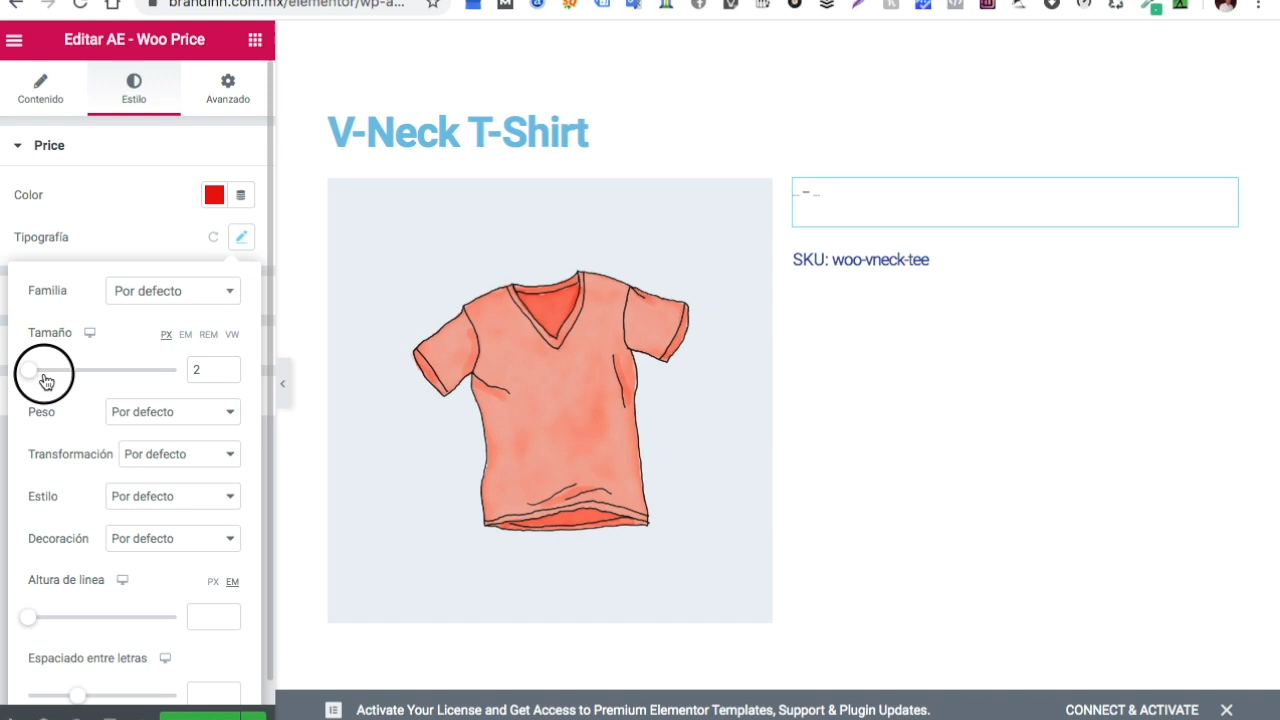 brandinn.com.mx/elementor/wp-a...
Editar AE - Woo Price
Contenido
Estilo
Avanzado
Price
Color
Tipografía
Familia
Por defecto
Tamaño
PX EM REM VW
2
Peso
Por defecto
Transformación
Por defecto
Estilo
Por defecto
Decoración
Por defecto
Altura de linea
PX EM
Espaciado entre letras
V-Neck T-Shirt
SKU: woo-vneck-tee
Activate Your License and Get Access to Premium Elementor Templates, Support & Plugin Updates.
CONNECT & ACTIVATE